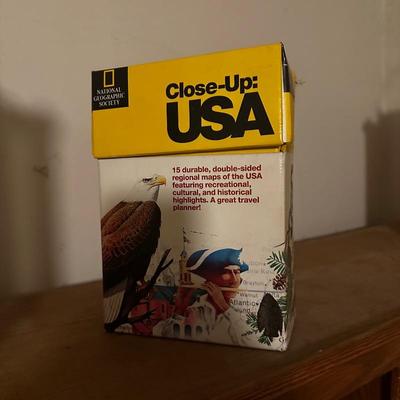 NATIONAL
GEOGRAPHIC
SOCIETY
Close-Up:
USA
15 durable, double-sided
regional maps of the USA
featuring recreational,
cultural, and historical
highlights. A great travel
planner!
Atlantic